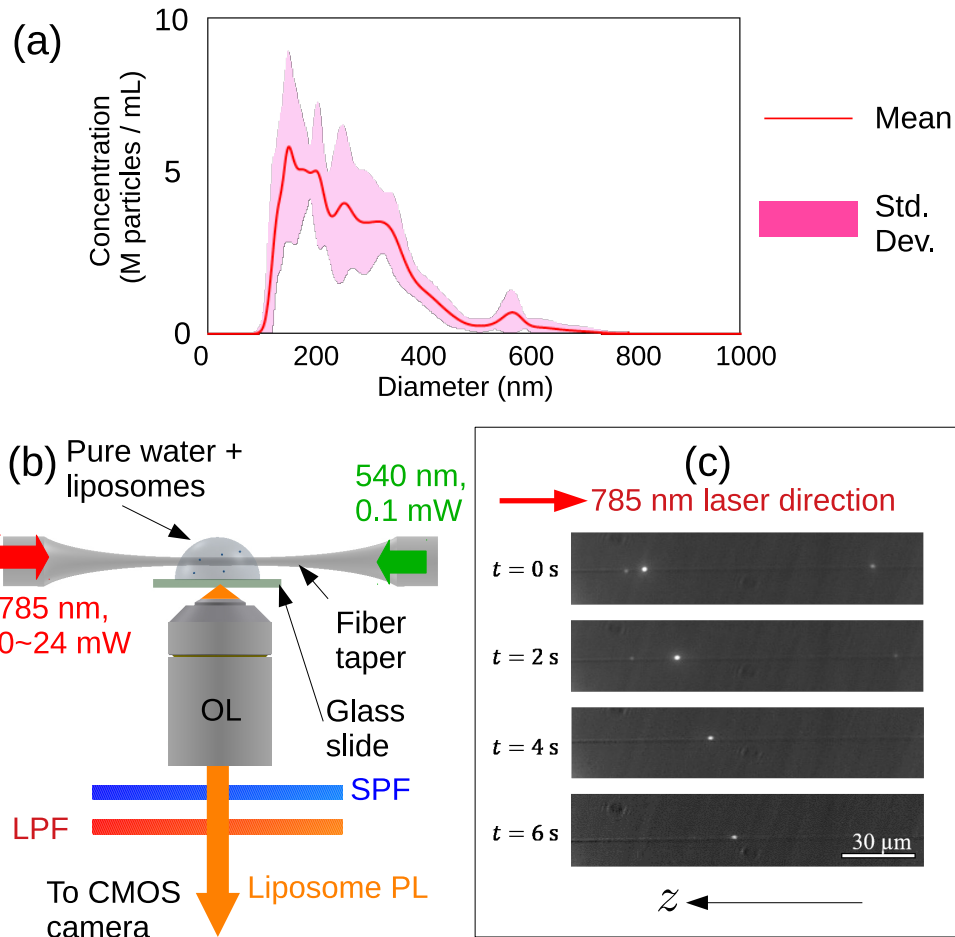 (a)
10
5
0
Concentration
(M particles / mL)
0 200 400 600 800 1000
Diameter (nm)
Mean
Std.
Dev.
(b)
Pure water +
liposomes
540 nm,
0.1 mW
785 nm,
0~24 mW
Fiber
taper
OL
Glass
slide
SPF
LPF
Liposome PL
To CMOS
camera
(c)
785 nm laser direction
t = 0 s
t = 2 s
t = 4 s
t = 6 s
30 μm
z